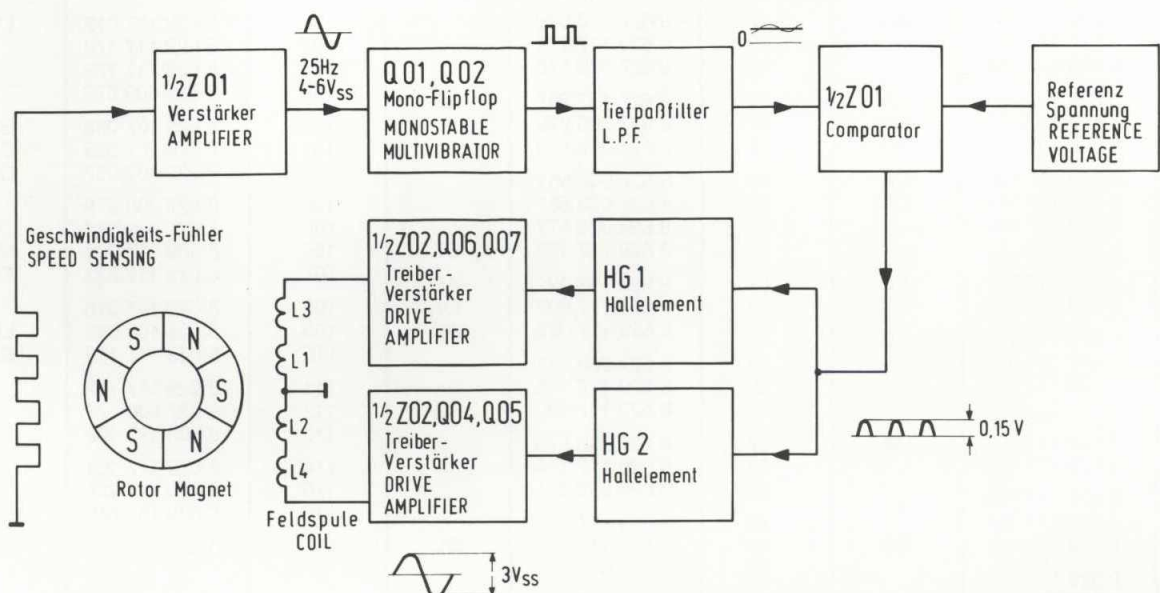 ½Z01
Verstärker
AMPLIFIER
25Hz
4-6VSS
Q01,Q02
Mono-Flipflop
MONOSTABLE
MULTIVIBRATOR
Tiefpaßfilter
L.P.F.
0
½Z01
Comparator
Referenz
Spannung
REFERENCE
VOLTAGE
Geschwindigkeits-Fühler
SPEED SENSING
S N
N S
S N
Rotor Magnet
L3
L1
L2
L4
Feldspule
COIL
½Z02,Q06,Q07
Treiber-
Verstärker
DRIVE
AMPLIFIER
HG1
Hallelement
½Z02,Q04,Q05
Treiber-
Verstärker
DRIVE
AMPLIFIER
HG2
Hallelement
0,15 V
3VSS